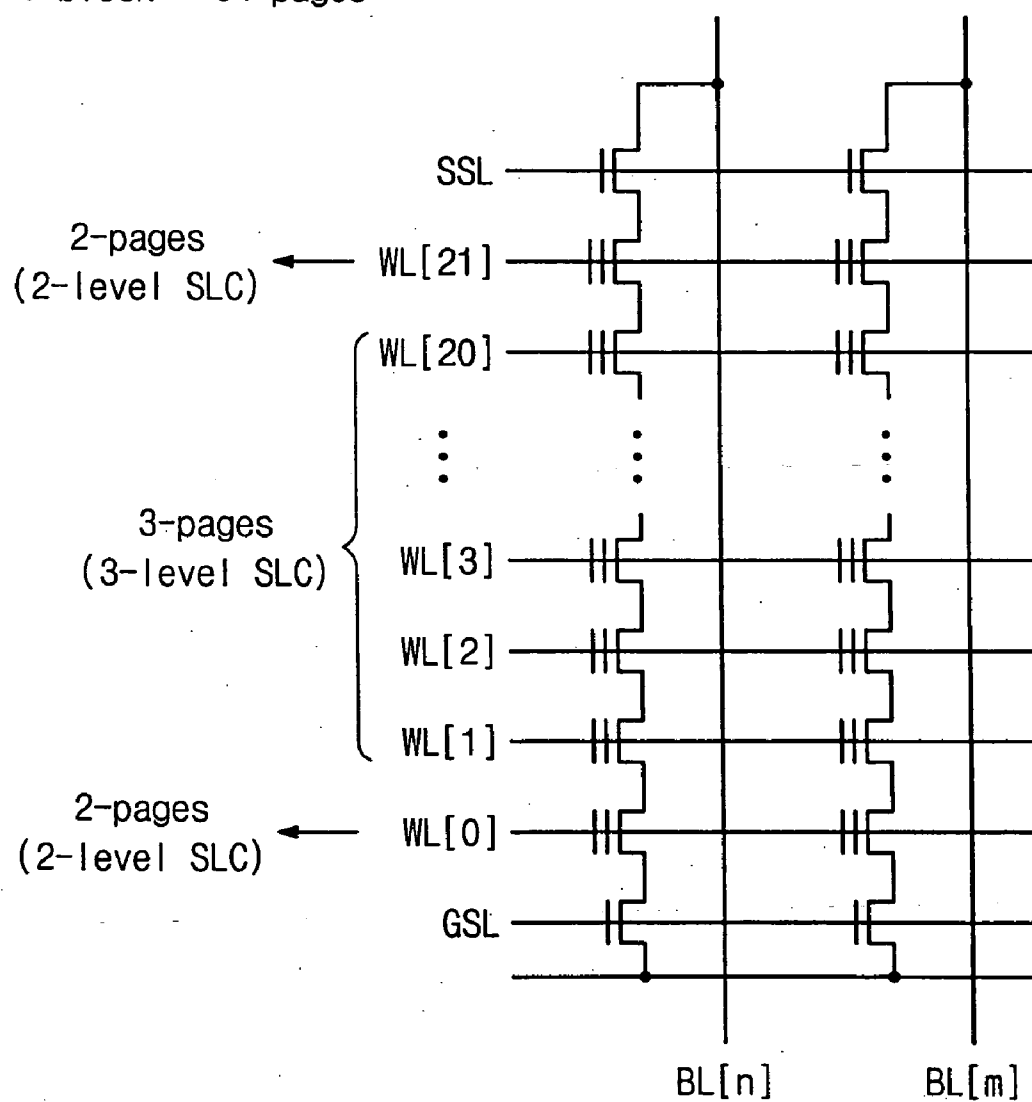 SSL
2-pages
(2-level SLC)
WL[21]
WL[20]
3-pages
(3-level SLC)
WL[3]
WL[2]
WL[1]
2-pages
(2-level SLC)
WL[0]
GSL
BL[n]
BL[m]